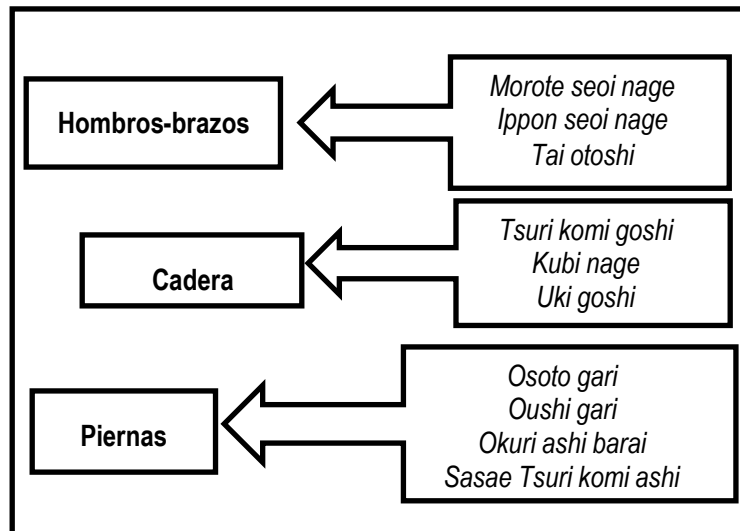 Hombros-brazos
Morote seoi nage
Ippon seoi nage
Tai otoshi
Cadera
Tsuri komi goshi
Kubi nage
Uki goshi
Piernas
Osoto gari
Oushi gari
Okuri ashi barai
Sasae Tsuri komi ashi